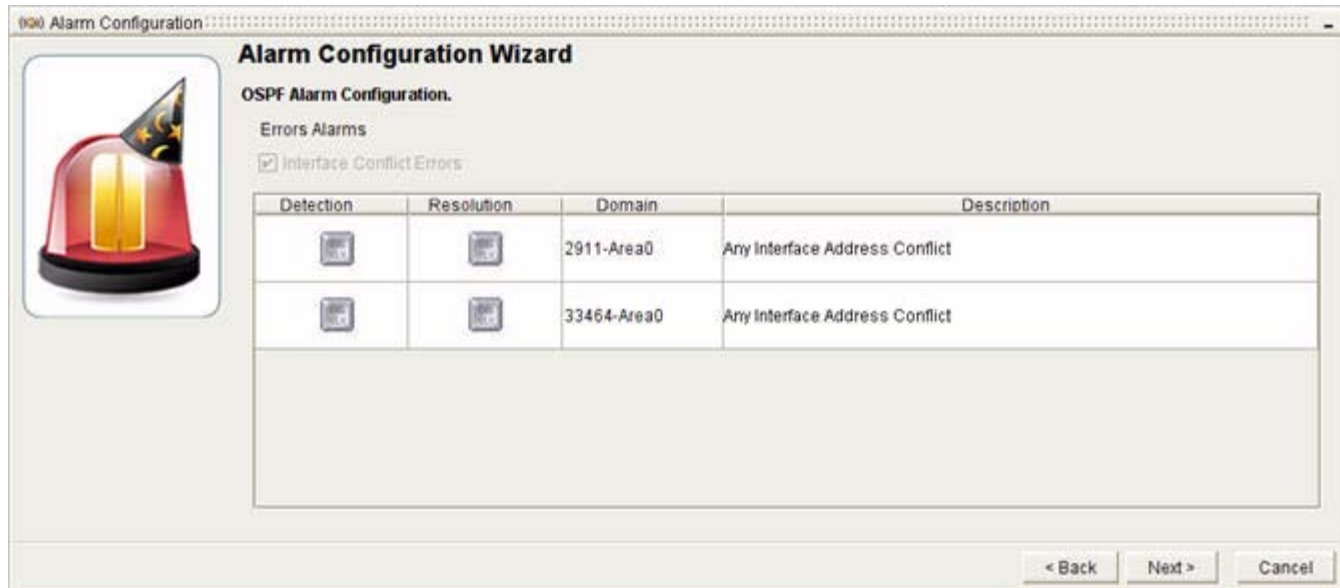 Alarm Configuration
Alarm Configuration Wizard
OSPF Alarm Configuration.
Errors Alarms
Interface Conflict Errors
Detection Resolution Domain Description
2911-Area0 Any Interface Address Conflict
33464-Area0 Any Interface Address Conflict
< Back Next > Cancel